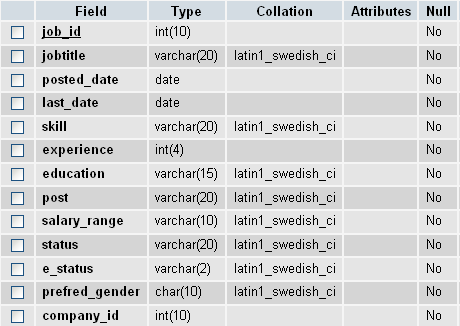 Field Type Collation Attributes Null
job_id int(10) No
jobtitle varchar(20) latin1_swedish_ci No
posted_date date No
last_date date No
skill varchar(20) latin1_swedish_ci No
experience int(4) No
education varchar(15) latin1_swedish_ci No
post varchar(20) latin1_swedish_ci No
salary_range varchar(10) latin1_swedish_ci No
status varchar(20) latin1_swedish_ci No
e_status varchar(2) latin1_swedish_ci No
prefred_gender char(10) latin1_swedish_ci No
company_id int(10) No